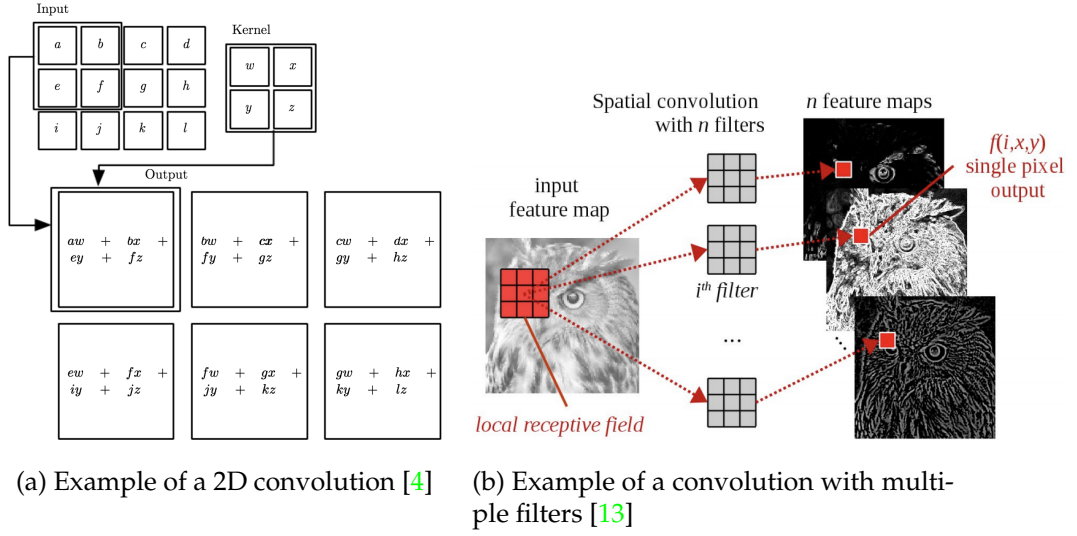 Input
a b c d
e f g h
i j k l
Kernel
w x
y z
Output
aw + bx +
ey + fz
bw + cx +
fy + gz
cw + dx +
gy + hz
ew + fx +
iy + jz
fw + gx +
jy + kz
gw + hx +
ky + lz
(a) Example of a 2D convolution [4]
Spatial convolution
with n filters
n feature maps
f(i,x,y)
single pixel
output
input
feature map
i^th filter
...
...
local receptive field
(b) Example of a convolution with multi-
ple filters [13]